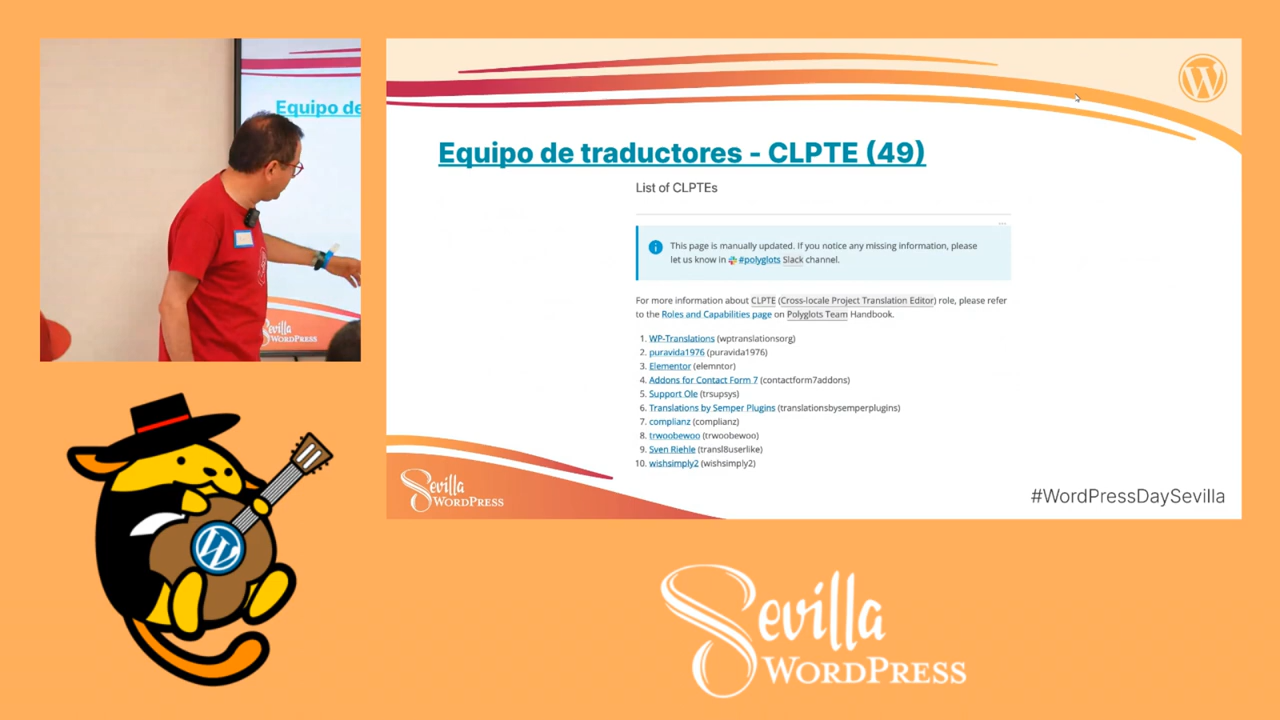 Equipo de
Sevilla
WORDPRESS
Equipo de traductores - CLPTE (49)
List of CLPTEs
This page is manually updated. If you notice any missing information, please
let us know in #polyglots Slack channel.
For more information about CLPTE (Cross-locale Project Translation Editor) role, please refer
to the Roles and Capabilities page on Polyglots Team Handbook.
1. WP-Translations (wptranslationsorg)
2. puravida1976 (puravida1976)
3. Elementor (elemntor)
4. Addons for Contact Form 7 (contactform7addons)
5. Support Ole (trsupsys)
6. Translations by Semper Plugins (translationsbysemperplugins)
7. complianz (complianz)
8. trwoobewoo (trwoobewoo)
9. Sven Riehle (transl8userlike)
10. wishsimply2 (wishsimply2)
Sevilla
WORDPRESS
#WordPressDaySevilla
Sevilla
WORDPRESS